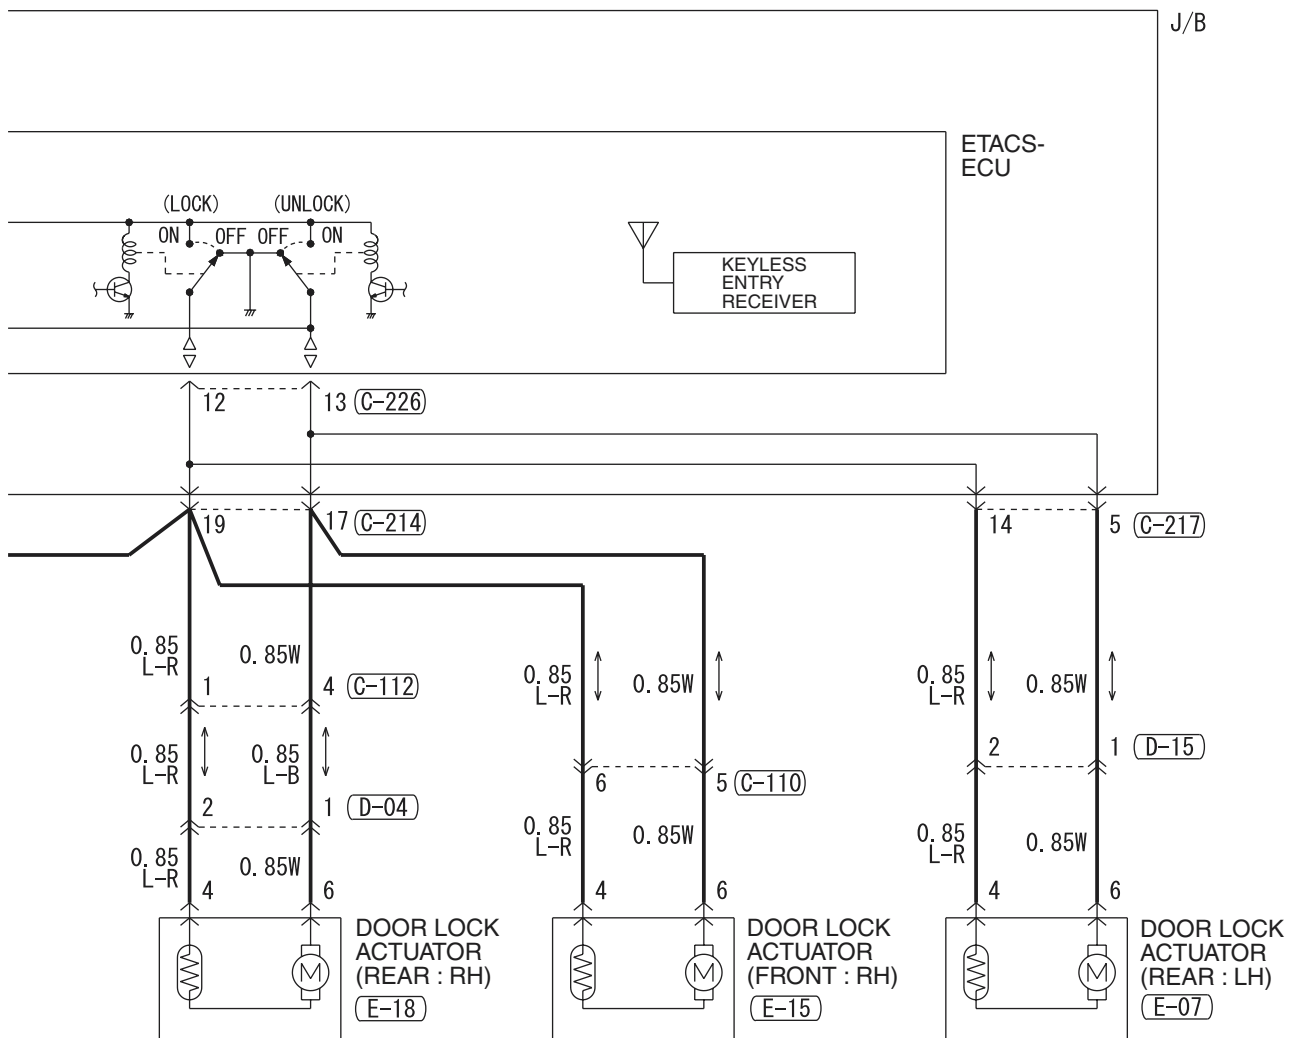 J/B
ETACS-
ECU
(LOCK) (UNLOCK)
ON OFF OFF ON
KEYLESS
ENTRY
RECEIVER
12 13 C-226
19 17 C-214 14 5 C-217
0.85
L-R
0.85W
0.85
L-R
0.85W
0.85
L-R
0.85W
1 4 C-112
0.85
L-R
0.85
L-B
2 1 D-15
6 5 C-110
2 1 D-04
0.85
L-R
0.85W
0.85
L-R
0.85W
0.85
L-R
0.85W
4 6 4 6 4 6
DOOR LOCK
ACTUATOR
(REAR : RH)
E-18
DOOR LOCK
ACTUATOR
(FRONT : RH)
E-15
DOOR LOCK
ACTUATOR
(REAR : LH)
E-07
M M M